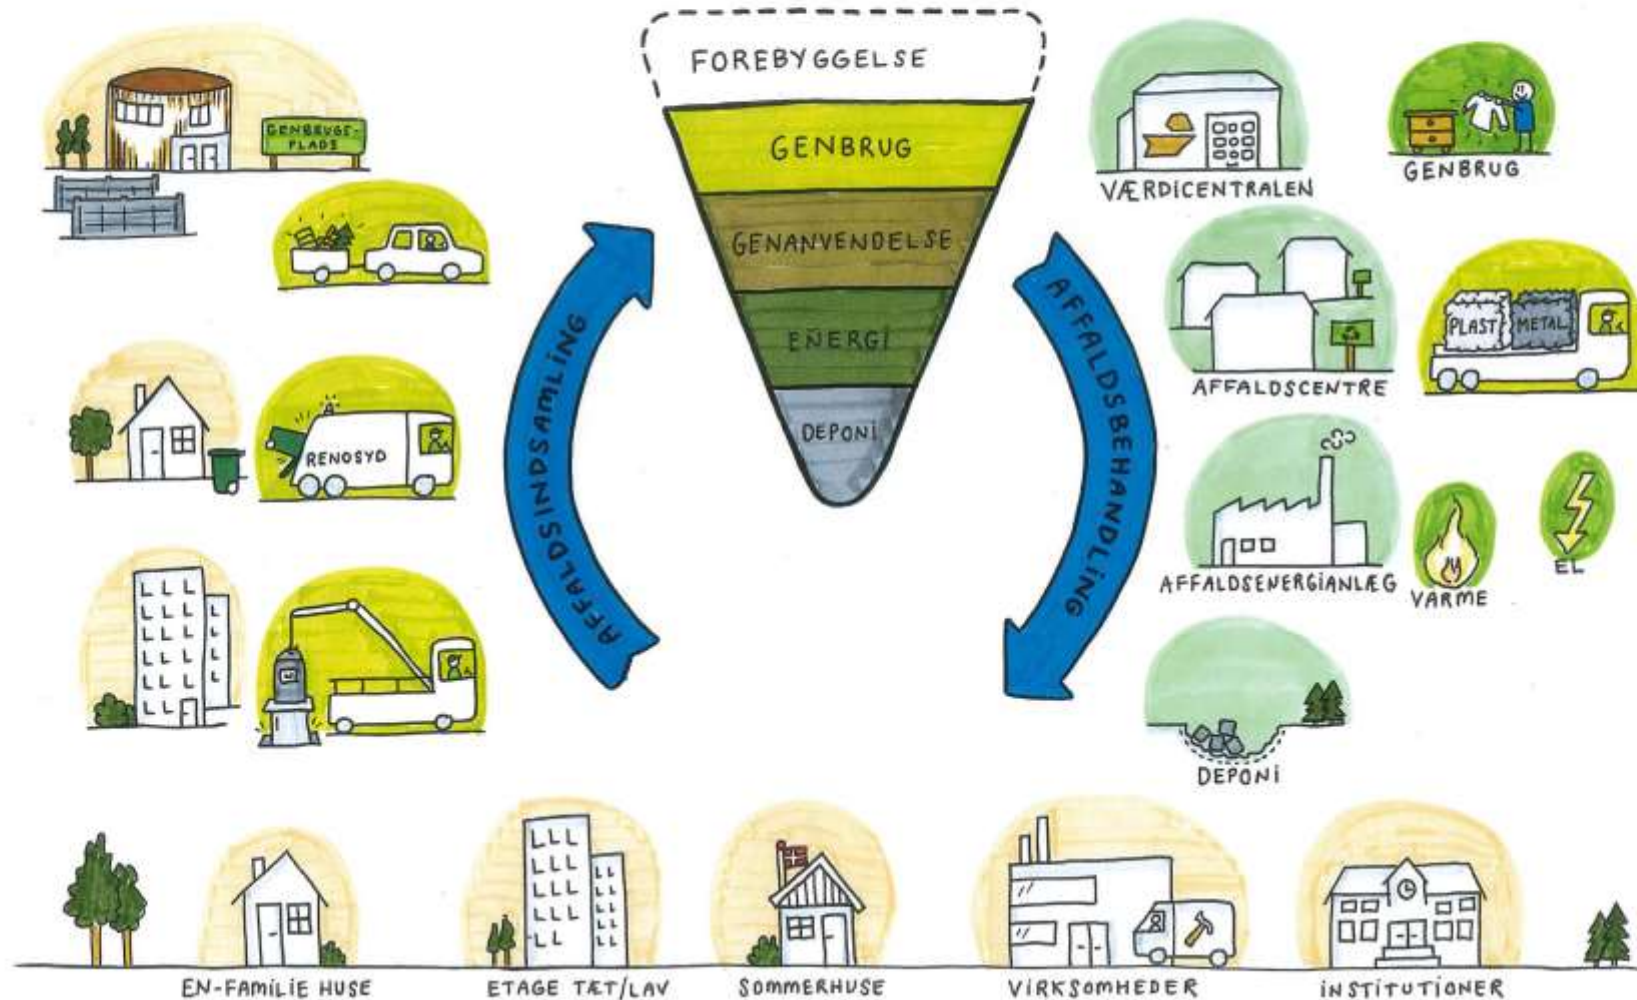 FOREBYGGELSE
GENBRUG
GENANVENDELSE
ENERGI
DEPONI
GENBRUGS-
PLADS
RENOSYD
AFFALDSINDSAMLING
AFFALDSBEHANDLING
VÆRDICENTRALEN
GENBRUG
AFFALDSCENTRE
PLAST
METAL
AFFALDSENERGIANLÆG
VARME
EL
DEPONI
EN-FAMILIE HUSE
ETAGE TÆT/LAV
SOMMERHUSE
VIRKSOMHEDER
INSTITUTIONER